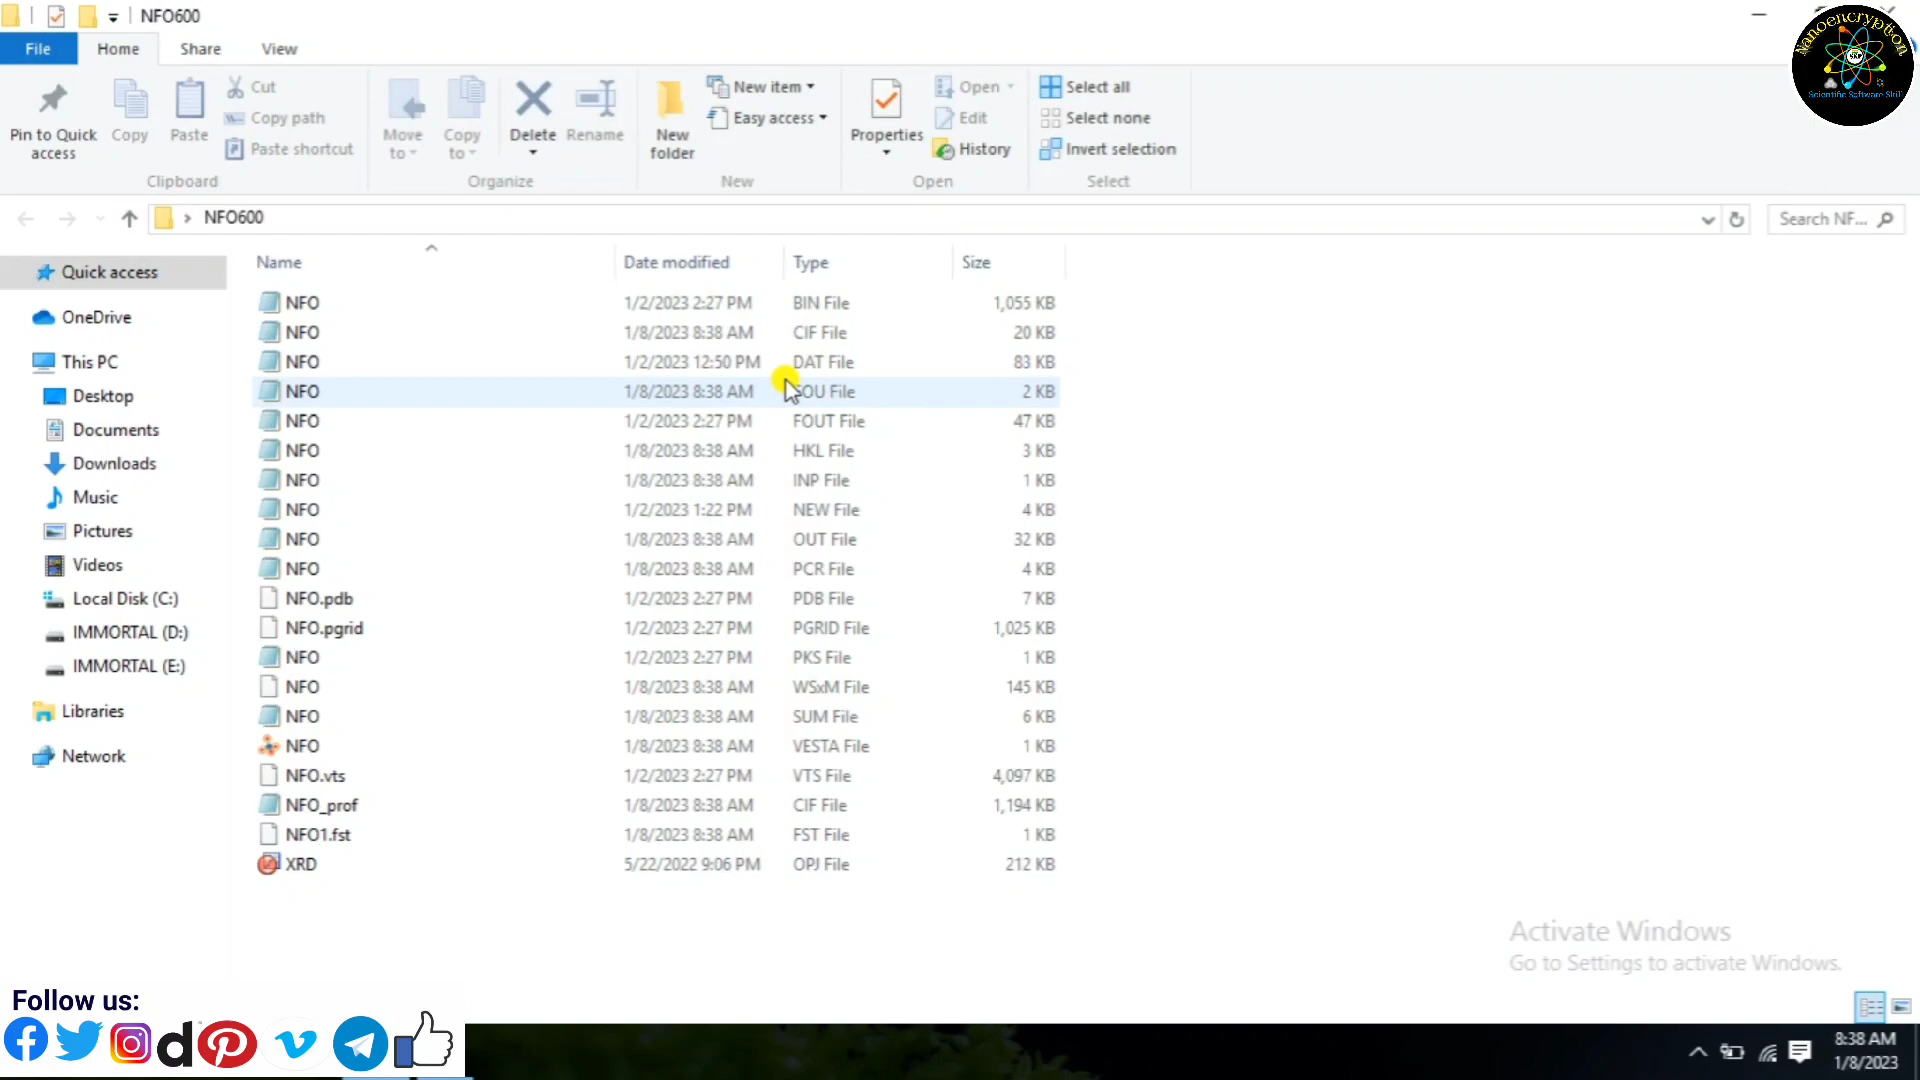 NFO600
File Home Share View
Pin to Quick access
Copy
Paste
Cut
Copy path
Paste shortcut
Clipboard
Move to
Copy to
Delete
Rename
Organize
New folder
New item
Easy access
New
Properties
Open
Edit
History
Open
Select all
Select none
Invert selection
Select
Nanoencryption
SKP
Scientific Software Skill
NFO600
Search NF...
Quick access
OneDrive
This PC
Desktop
Documents
Downloads
Music
Pictures
Videos
Local Disk (C:)
IMMORTAL (D:)
IMMORTAL (E:)
Libraries
Network
Name Date modified Type Size
NFO 1/2/2023 2:27 PM BIN File 1,055 KB
NFO 1/8/2023 8:38 AM CIF File 20 KB
NFO 1/2/2023 12:50 PM DAT File 83 KB
NFO 1/8/2023 8:38 AM OU File 2 KB
NFO 1/2/2023 2:27 PM FOUT File 47 KB
NFO 1/8/2023 8:38 AM HKL File 3 KB
NFO 1/8/2023 8:38 AM INP File 1 KB
NFO 1/2/2023 1:22 PM NEW File 4 KB
NFO 1/8/2023 8:38 AM OUT File 32 KB
NFO 1/8/2023 8:38 AM PCR File 4 KB
NFO.pdb 1/2/2023 2:27 PM PDB File 7 KB
NFO.pgrid 1/2/2023 2:27 PM PGRID File 1,025 KB
NFO 1/2/2023 2:27 PM PKS File 1 KB
NFO 1/8/2023 8:38 AM WSxM File 145 KB
NFO 1/8/2023 8:38 AM SUM File 6 KB
NFO 1/8/2023 8:38 AM VESTA File 1 KB
NFO.vts 1/2/2023 2:27 PM VTS File 4,097 KB
NFO_prof 1/8/2023 8:38 AM CIF File 1,194 KB
NFO1.fst 1/8/2023 8:38 AM FST File 1 KB
XRD 5/22/2022 9:06 PM OPJ File 212 KB
Activate Windows
Go to Settings to activate Windows.
Follow us:
8:38 AM
1/8/2023